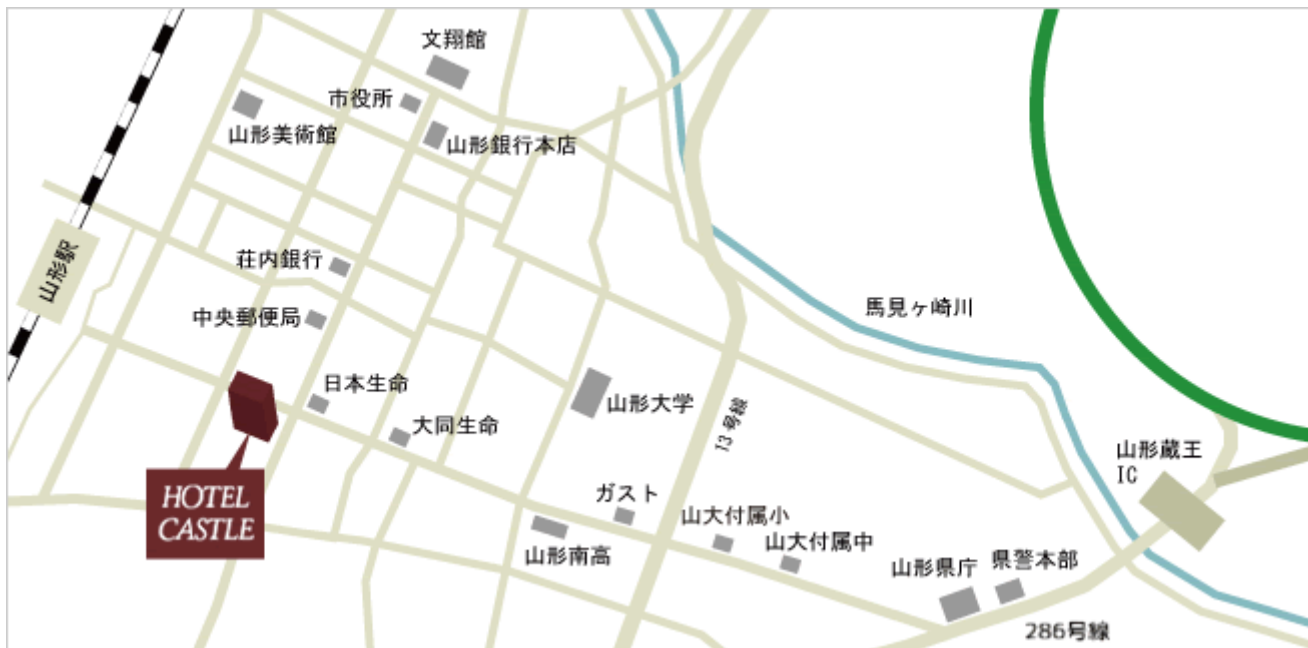 文翔館
市役所
山形美術館
山形銀行本店
山形駅
荘内銀行
中央郵便局
馬見ヶ崎川
日本生命
大同生命
山形大学
13号線
山形蔵王
IC
HOTEL
CASTLE
ガスト
山大付属小
山大付属中
山形南高
山形県庁
県警本部
286号線